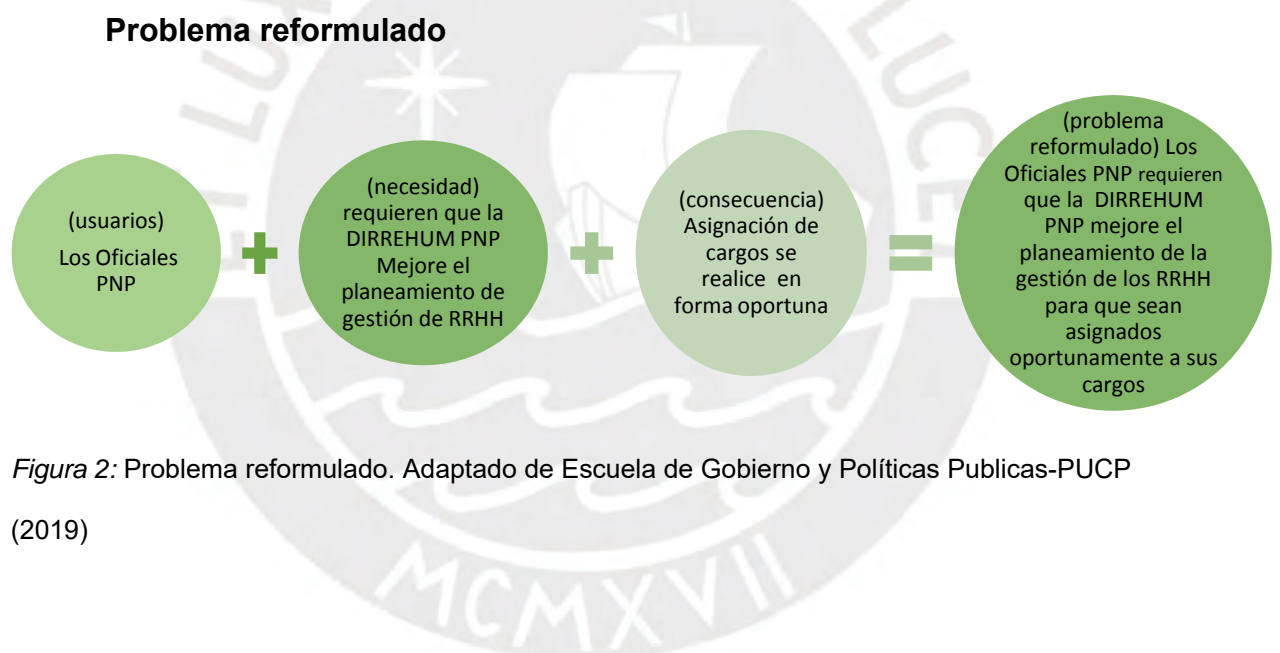 Problema reformulado
(usuarios)
Los Oficiales
PNP
(necesidad)
requieren que la
DIRREHUM PNP
Mejore el
planeamiento de
gestión de RRHH
(consecuencia)
Asignación de
cargos se
realice en
forma oportuna
(problema
reformulado) Los
Oficiales PNP requieren
que la DIRREHUM
PNP mejore el
planeamiento de la
gestión de los RRHH
para que sean
asignados
oportunamente a sus
cargos
Figura 2: Problema reformulado. Adaptado de Escuela de Gobierno y Políticas Publicas-PUCP
(2019)
MCMXVII